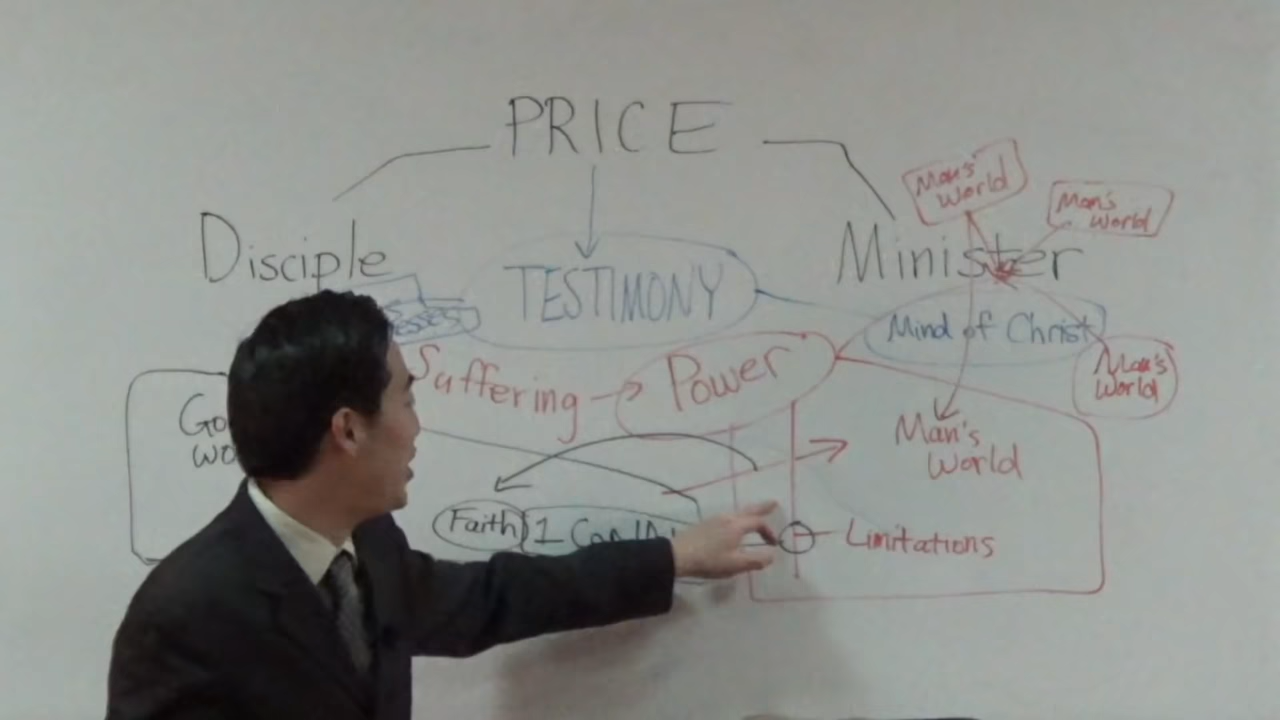 PRICE
Man's
World
Man's
World
Disciple
TESTIMONY
Minister
Mind of Christ
Suffering
Power
Man's
World
Man's
World
Faith
1
Limitations